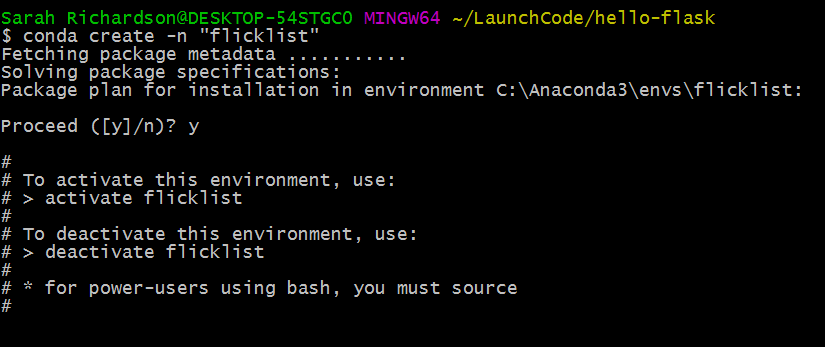 Sarah Richardson@DESKTOP-54STGC0 MINGW64 ~/LaunchCode/hello-flask
$ conda create -n "flicklist"
Fetching package metadata ...........
Solving package specifications:
Package plan for installation in environment C:\Anaconda3\envs\flicklist:
Proceed ([y]/n)? y
#
# To activate this environment, use:
# > activate flicklist
#
# To deactivate this environment, use:
# > deactivate flicklist
#
# * for power-users using bash, you must source
#